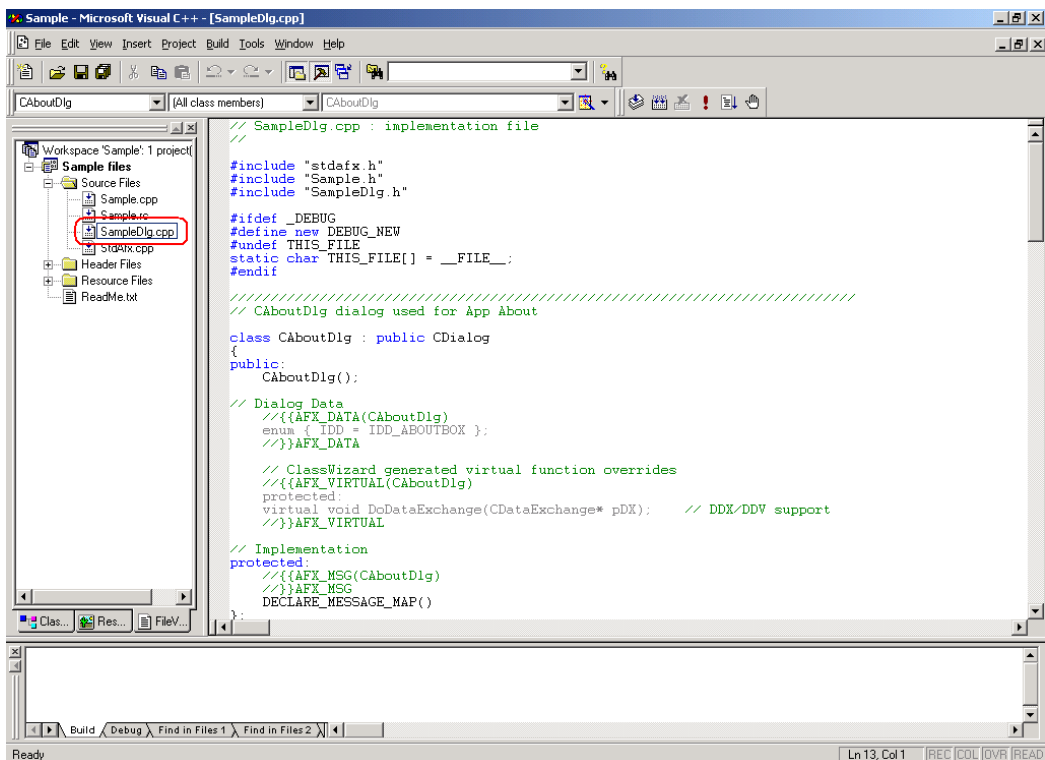 Sample - Microsoft Visual C++ - [SampleDlg.cpp]
File Edit View Insert Project Build Tools Window Help
CAboutDlg (All class members) CAboutDlg
Workspace 'Sample': 1 project(
Sample files
Source Files
Sample.cpp
Sample.rc
SampleDlg.cpp
StdAfx.cpp
Header Files
Resource Files
ReadMe.txt
Clas... Res... FileV...
// SampleDlg.cpp : implementation file
//
#include "stdafx.h"
#include "Sample.h"
#include "SampleDlg.h"
#ifdef _DEBUG
#define new DEBUG_NEW
#undef THIS_FILE
static char THIS_FILE[] = __FILE__;
#endif
/////////////////////////////////////////////////////////////////////////////
// CAboutDlg dialog used for App About
class CAboutDlg : public CDialog
{
public:
CAboutDlg();
// Dialog Data
//{{AFX_DATA(CAboutDlg)
enum { IDD = IDD_ABOUTBOX };
//}}AFX_DATA
// ClassWizard generated virtual function overrides
//{{AFX_VIRTUAL(CAboutDlg)
protected:
virtual void DoDataExchange(CDataExchange* pDX); // DDX/DDV support
//}}AFX_VIRTUAL
// Implementation
protected:
//{{AFX_MSG(CAboutDlg)
//}}AFX_MSG
DECLARE_MESSAGE_MAP()
};
Build Debug Find in Files 1 Find in Files 2
Ready Ln 13, Col 1 REC COL OVR READ